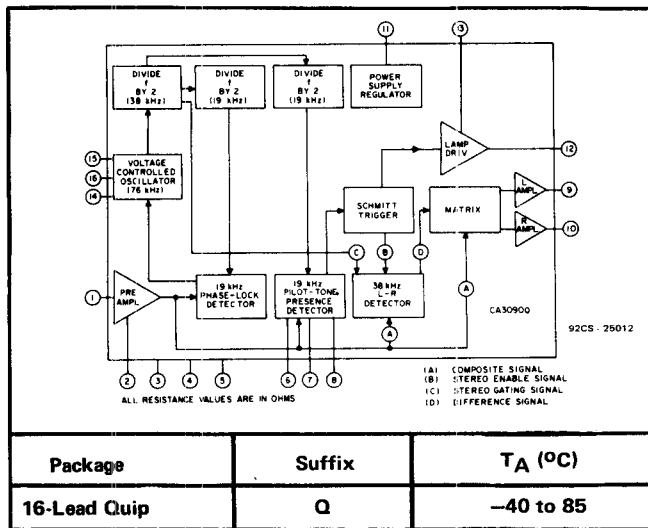 11
13
DIVIDE
f
BY 2
(38 kHz)
DIVIDE
f
BY 2
(19 kHz)
DIVIDE
f
BY 2
(19 kHz)
POWER
SUPPLY
REGULATOR
LAMP
DRIV
12
15
16
14
VOLTAGE
CONTROLLED
OSCILLATOR
(76 kHz)
SCHMITT
TRIGGER
MATRIX
L
AMPL
9
R
AMPL
10
C
B
D
1
PRE
AMPL
19 kHz
PHASE-LOCK
DETECTOR
19 kHz
PILOT-TONE
PRESENCE
DETECTOR
38 kHz
L-R
DETECTOR
A
A
CA3090Q
92CS - 25012
2
3
4
5
6
7
8
ALL RESISTANCE VALUES ARE IN OHMS
(A) COMPOSITE SIGNAL
(B) STEREO ENABLE SIGNAL
(C) STEREO GATING SIGNAL
(D) DIFFERENCE SIGNAL
Package Suffix TA (°C)
16-Lead Quip Q –40 to 85